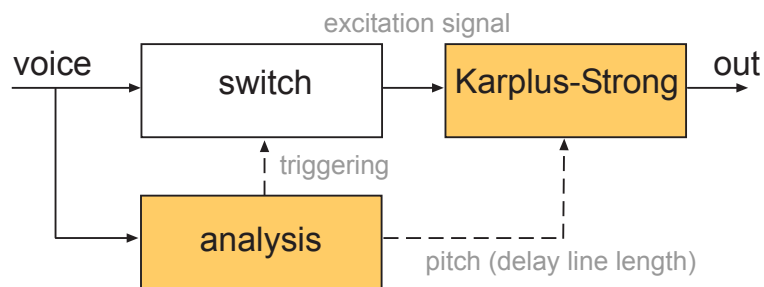 excitation signal
voice
switch
Karplus-Strong
out
triggering
analysis
pitch (delay line length)